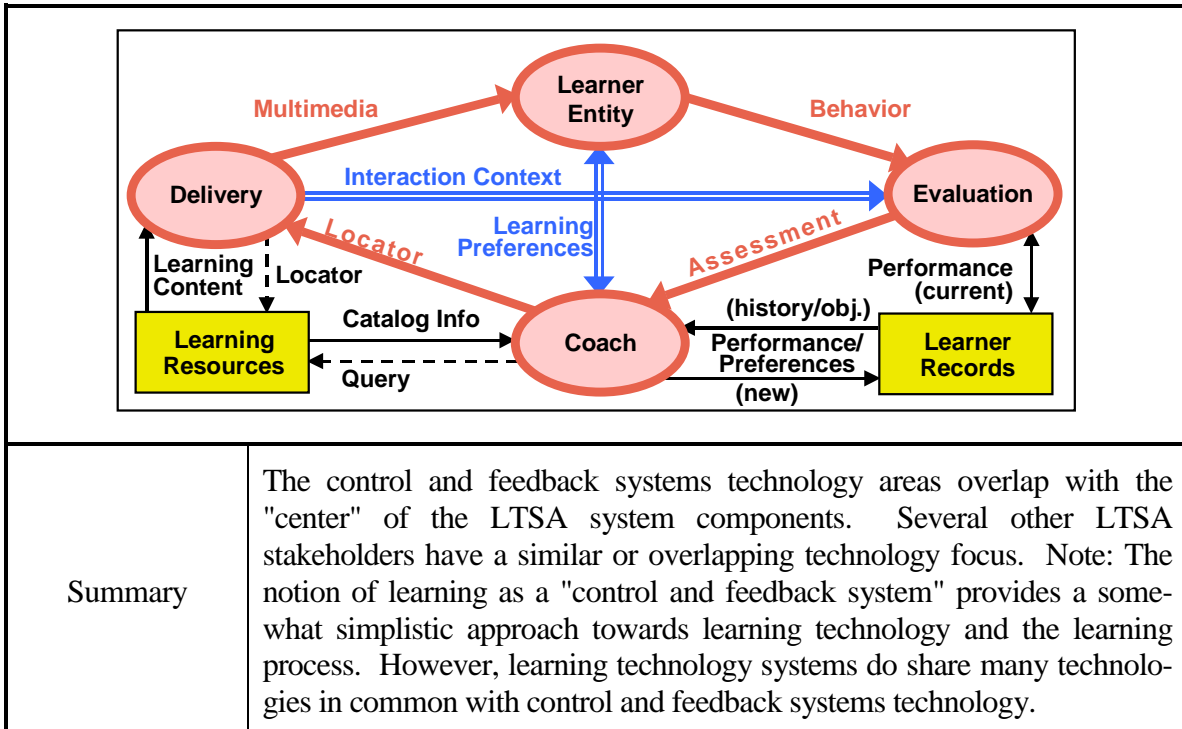 Learner
Entity
Multimedia
Behavior
Delivery
Interaction Context
Evaluation
Learning
Preferences
Locator
Assessment
Learning
Content
Locator
Performance
(current)
Learning
Resources
Catalog Info
Query
Coach
(history/obj.)
Performance/
Preferences
(new)
Learner
Records
Summary
The control and feedback systems technology areas overlap with the
"center" of the LTSA system components. Several other LTSA
stakeholders have a similar or overlapping technology focus. Note: The
notion of learning as a "control and feedback system" provides a some-
what simplistic approach towards learning technology and the learning
process. However, learning technology systems do share many technolo-
gies in common with control and feedback systems technology.